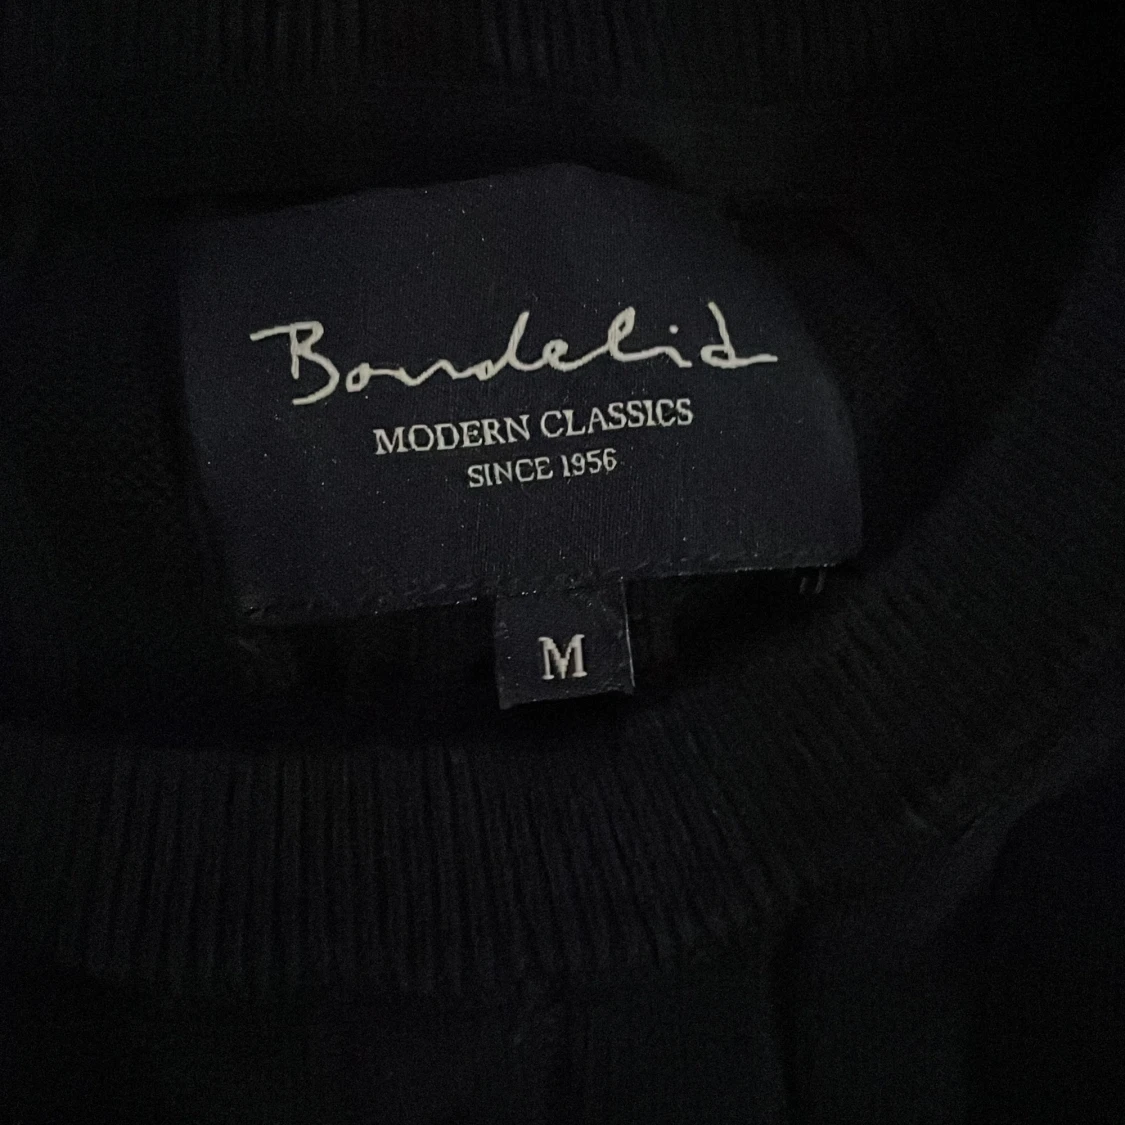 Bondelid
MODERN CLASSICS
SINCE 1956
M